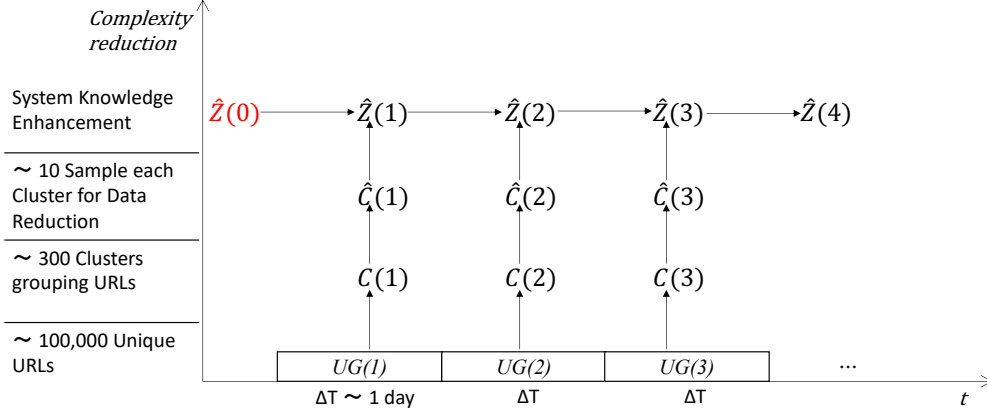 Complexity
reduction
System Knowledge
Enhancement
Ẑ(0) Ẑ(1) Ẑ(2) Ẑ(3) Ẑ(4)
~ 10 Sample each
Cluster for Data
Reduction
Ĉ(1) Ĉ(2) Ĉ(3)
~ 300 Clusters
grouping URLs
C(1) C(2) C(3)
~ 100,000 Unique
URLs
UG(1) UG(2) UG(3) ...
ΔT ~ 1 day ΔT ΔT t